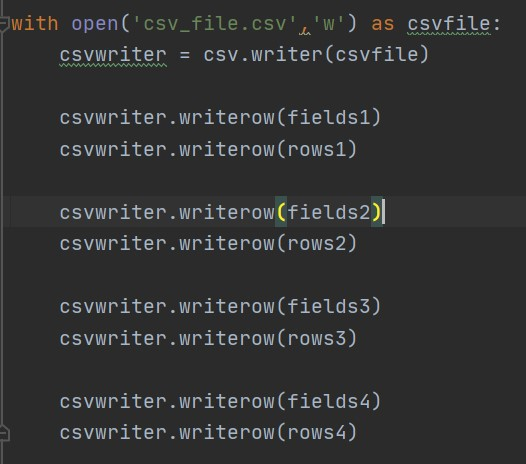 with open('csv_file.csv','w') as csvfile:
    csvwriter = csv.writer(csvfile)

    csvwriter.writerow(fields1)
    csvwriter.writerow(rows1)

    csvwriter.writerow(fields2)
    csvwriter.writerow(rows2)

    csvwriter.writerow(fields3)
    csvwriter.writerow(rows3)

    csvwriter.writerow(fields4)
    csvwriter.writerow(rows4)